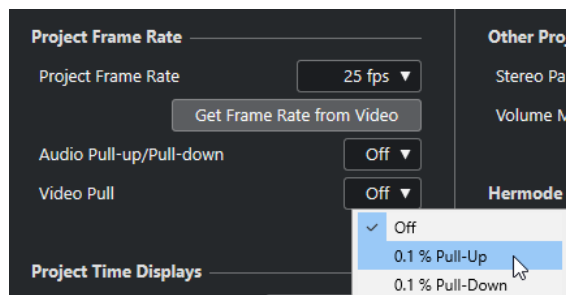 Project Frame Rate
Other Pro
Project Frame Rate
25 fps
Stereo Pa
Get Frame Rate from Video
Volume M
Audio Pull-up/Pull-down
Off
Video Pull
Off
Hermode
Off
0.1 % Pull-Up
Project Time Displays
0.1 % Pull-Down